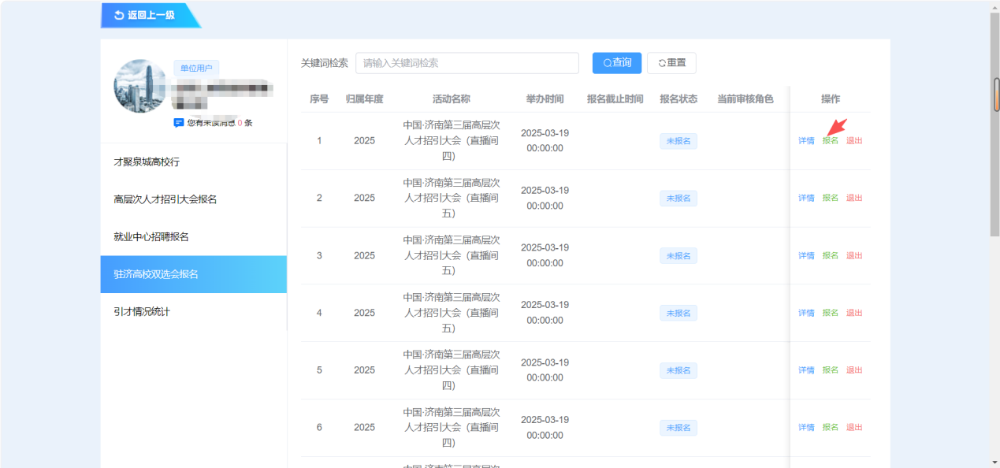 返回上一级
单位用户
您有未读消息 0 条
才聚泉城高校行
高层次人才招引大会报名
就业中心招聘报名
驻济高校双选会报名
引才情况统计
关键词检索 请输入关键词检索 查询 重置
序号 归属年度 活动名称 举办时间 报名截止时间 报名状态 当前审核角色 操作
中国·济南第三届高层次
1 2025 人才招引大会（直播间 2025-03-19 未报名 详情 报名 退出
四） 00:00:00
中国·济南第三届高层次
2 2025 人才招引大会（直播间 2025-03-19 未报名 详情 报名 退出
五） 00:00:00
中国·济南第三届高层次
3 2025 人才招引大会（直播间 2025-03-19 未报名 详情 报名 退出
五） 00:00:00
中国·济南第三届高层次
4 2025 人才招引大会（直播间 2025-03-19 未报名 详情 报名 退出
五） 00:00:00
中国·济南第三届高层次
5 2025 人才招引大会（直播间 2025-03-19 未报名 详情 报名 退出
四） 00:00:00
中国·济南第三届高层次
6 2025 人才招引大会（直播间 2025-03-19 未报名 详情 报名 退出
四） 00:00:00